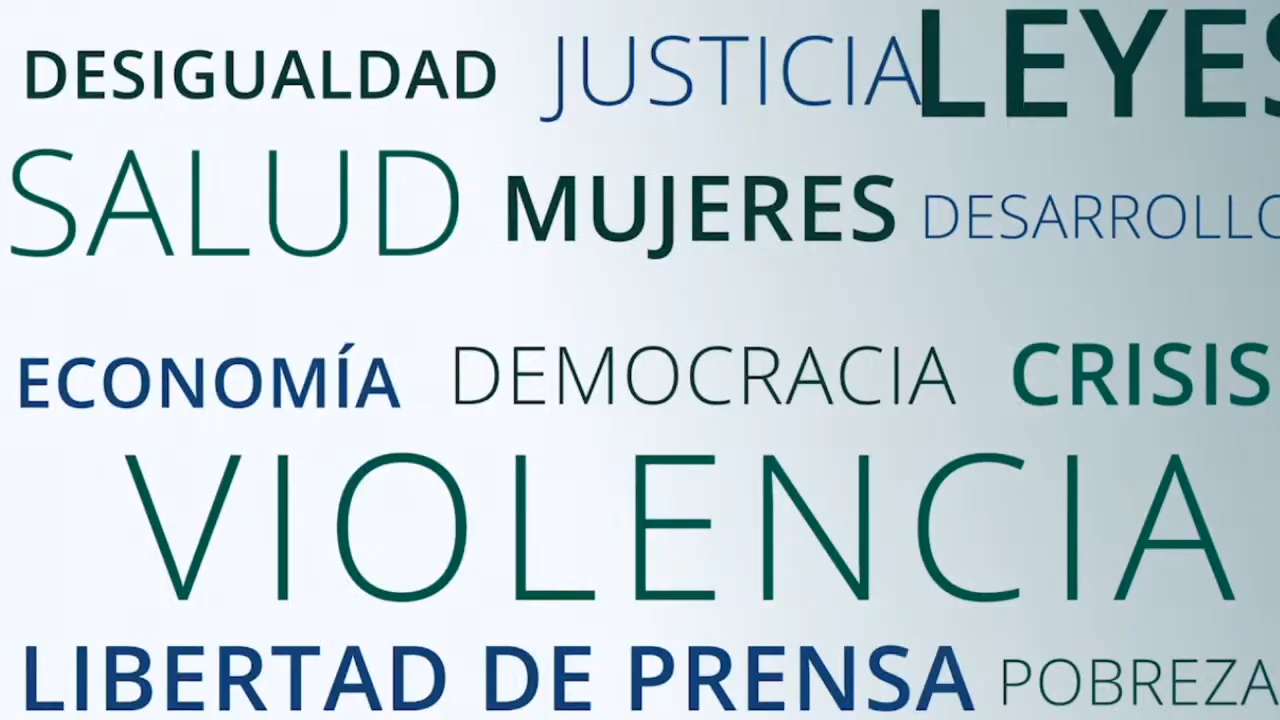 DESIGUALDAD JUSTICIA LEYES
SALUD MUJERES DESARROLLO
ECONOMÍA DEMOCRACIA CRISIS
VIOLENCIA
LIBERTAD DE PRENSA POBREZA